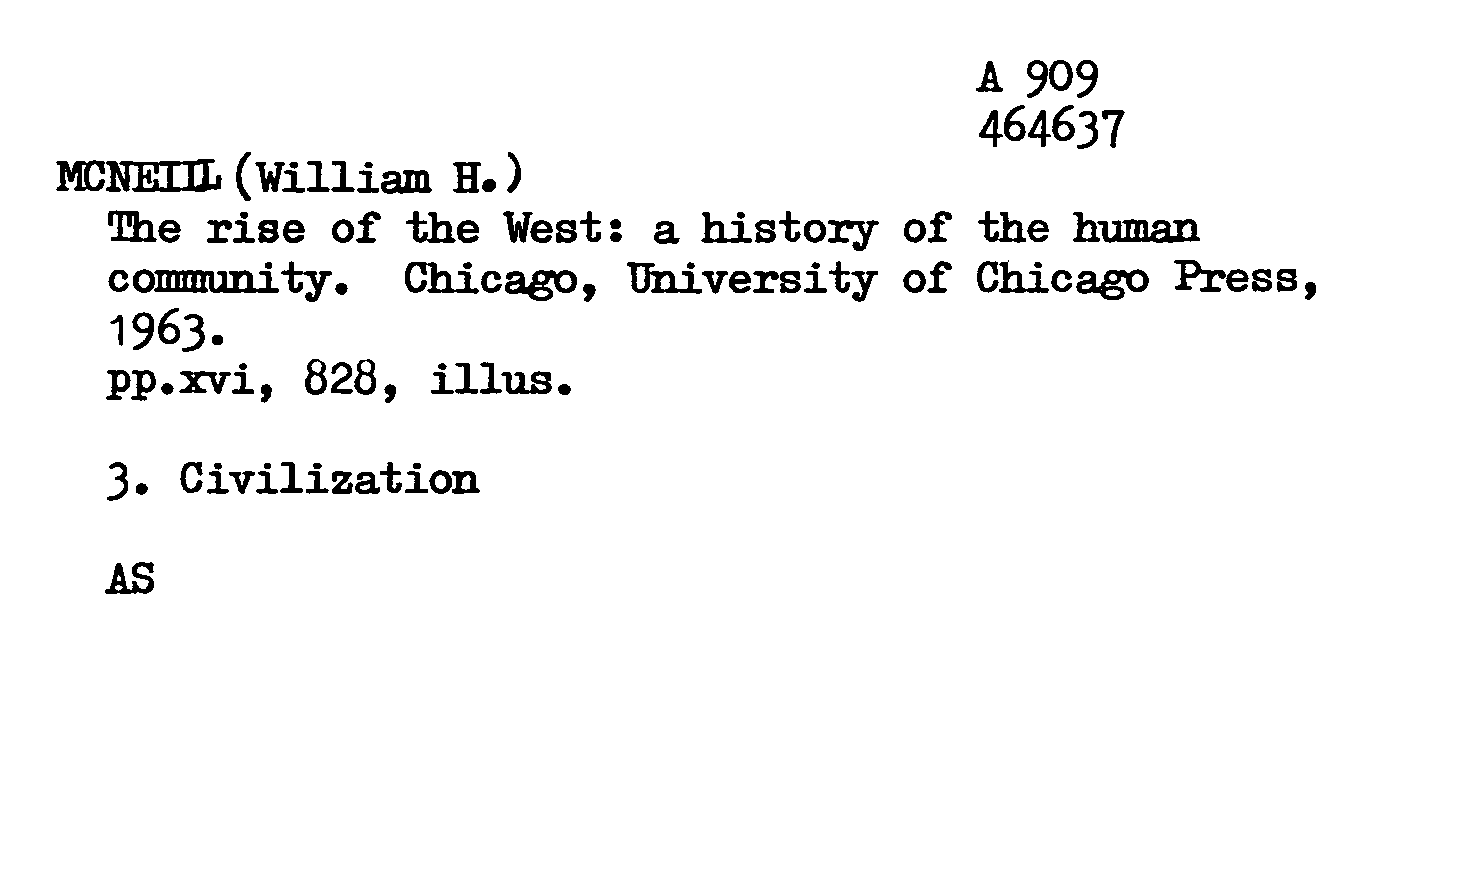 A 909
464637
MCNEILL (William H.)
The rise of the West: a history of the human
community. Chicago, University of Chicago Press,
1963.
pp.xvi, 828, illus.
3. Civilization
AS